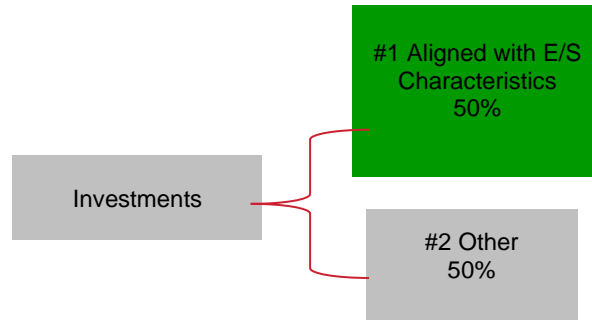 #1 Aligned with E/S
Characteristics
50%
Investments
#2 Other
50%